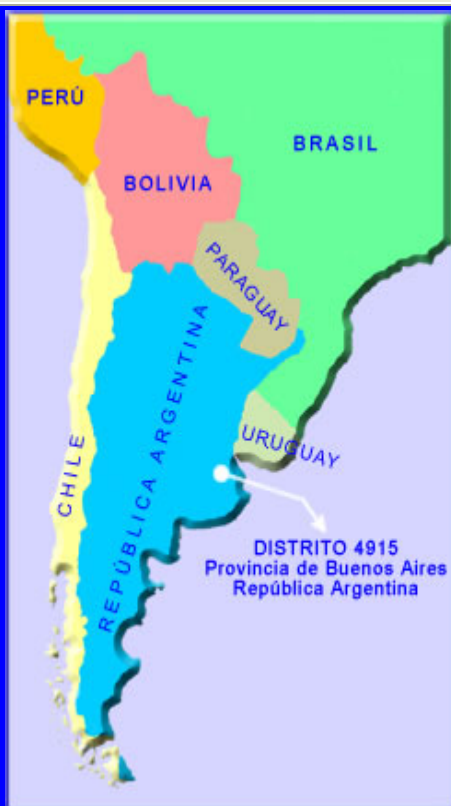 PERÚ
BRASIL
BOLIVIA
PARAGUAY
REPÚBLICA ARGENTINA
CHILE
URUGUAY
DISTRITO 4915
Provincia de Buenos Aires
República Argentina